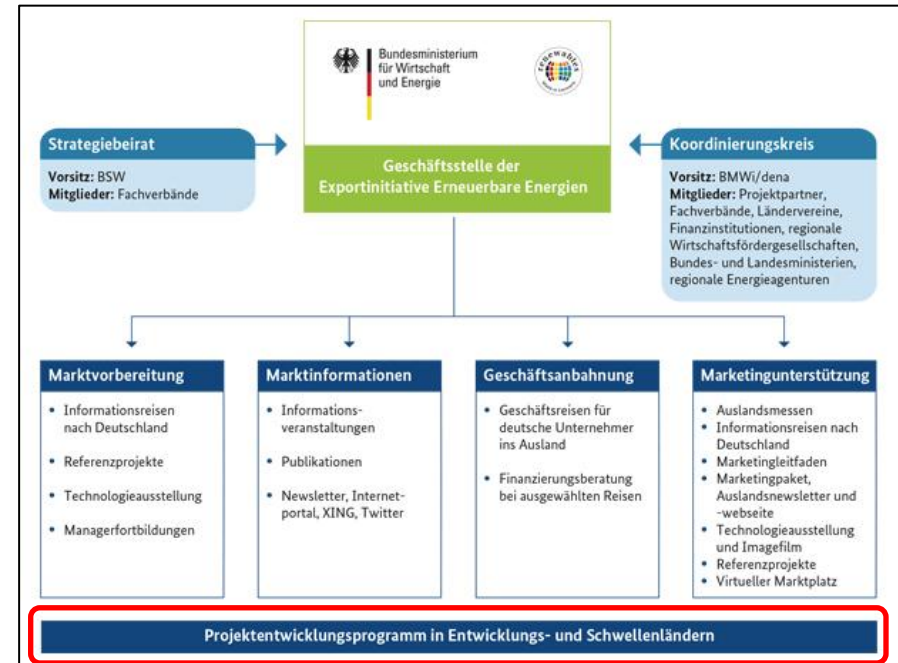 Bundesministerium
für Wirtschaft
und Energie
renewables
Geschäftsstelle der
Exportinitiative Erneuerbare Energien
Strategiebeirat
Vorsitz: BSW
Mitglieder: Fachverbände
Koordinierungskreis
Vorsitz: BMWi/dena
Mitglieder: Projektpartner,
Fachverbände, Ländervereine,
Finanzinstitutionen, regionale
Wirtschaftsfördergesellschaften,
Bundes- und Landesministerien,
regionale Energieagenturen
Marktvorbereitung
• Informationsreisen
nach Deutschland
• Referenzprojekte
• Technologieausstellung
• Managerfortbildungen
Marktinformationen
• Informations-
veranstaltungen
• Publikationen
• Newsletter, Internet-
portal, XING, Twitter
Geschäftsanbahnung
• Geschäftsreisen für
deutsche Unternehmer
ins Ausland
• Finanzierungsberatung
bei ausgewählten Reisen
Marketingunterstützung
• Auslandsmessen
• Informationsreisen nach
Deutschland
• Marketingleitfaden
• Marketingpaket,
Auslandsnewsletter und
-webseite
• Technologieausstellung
und Imagefilm
• Referenzprojekte
• Virtueller Marktplatz
Projektentwicklungsprogramm in Entwicklungs- und Schwellenländern